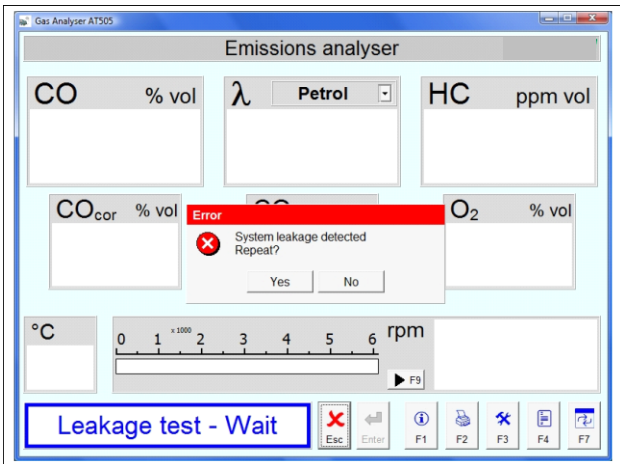 Gas Analyser AT505
Emissions analyser
CO % vol
λ Petrol
HC ppm vol
COcor % vol
O2 % vol
Error
System leakage detected
Repeat?
Yes No
°C
0 1 x 1000 2 3 4 5 6 rpm
F9
Leakage test - Wait
Esc Enter F1 F2 F3 F4 F7